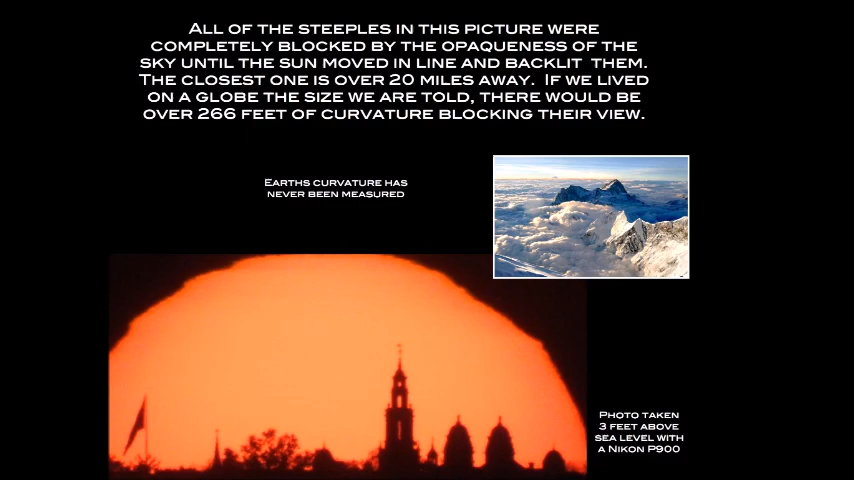 ALL OF THE STEEPLES IN THIS PICTURE WERE
COMPLETELY BLOCKED BY THE OPAQUENESS OF THE
SKY UNTIL THE SUN MOVED IN LINE AND BACKLIT THEM.
THE CLOSEST ONE IS OVER 20 MILES AWAY. IF WE LIVED
ON A GLOBE THE SIZE WE ARE TOLD, THERE WOULD BE
OVER 266 FEET OF CURVATURE BLOCKING THEIR VIEW.
EARTHS CURVATURE HAS
NEVER BEEN MEASURED
PHOTO TAKEN
3 FEET ABOVE
SEA LEVEL WITH
A NIKON P900